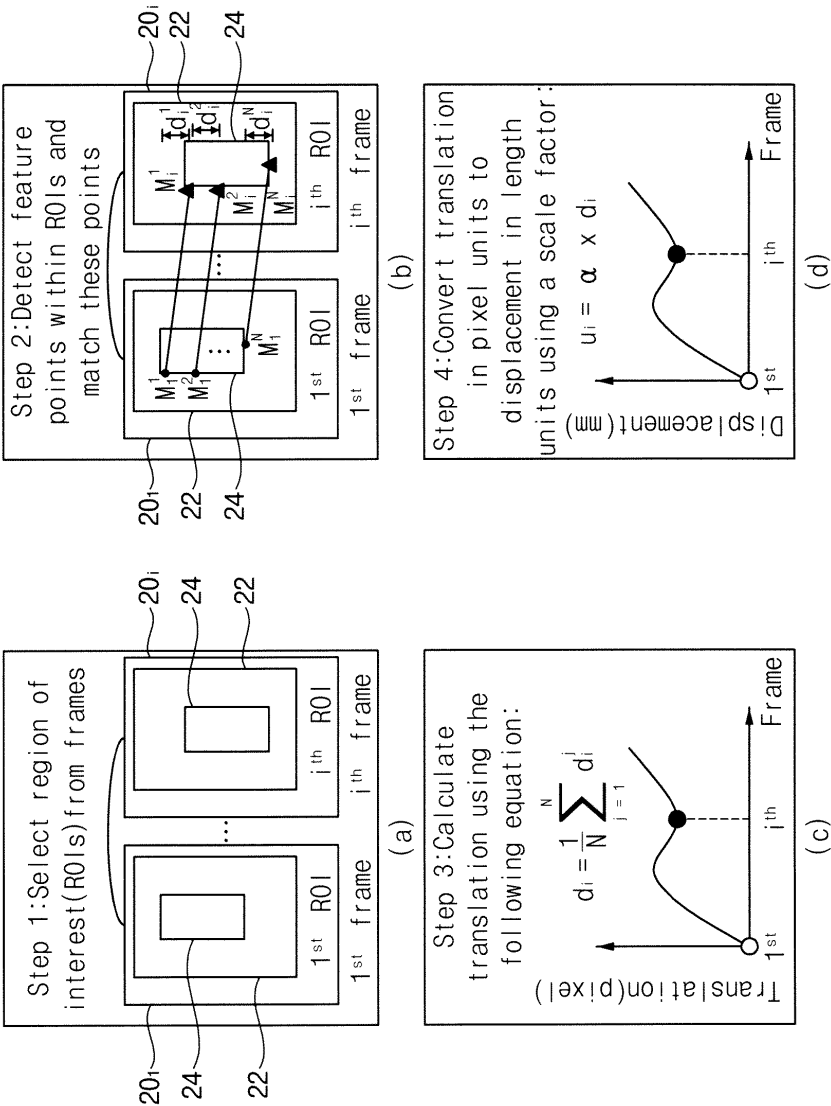 Step 1:Select region of
interest(ROIs)from frames
20₁
20ᵢ
24
24
22
22
1ˢᵗ ROI
iᵗʰ ROI
1ˢᵗ frame
iᵗʰ frame
...
(a)
Step 2:Detect feature
points within ROIs and
match these points
20₁
20ᵢ
22
22
24
24
M₁¹
M₁²
...
M₁ᴺ
Mᵢ¹
Mᵢ²
Mᵢᴺ
dᵢ¹
dᵢ²
dᵢᴺ
1ˢᵗ ROI
iᵗʰ ROI
1ˢᵗ frame
iᵗʰ frame
...
(b)
Step 3:Calculate
translation using the
following equation:
dᵢ = 1/N ∑ᴺ j = 1 dᵢʲ
Translation(pixel)
1ˢᵗ
iᵗʰ
Frame
(c)
Step 4:Convert translation
in pixel units to
displacement in length
units using a scale factor:
uᵢ = α x dᵢ
Displacement(mm)
1ˢᵗ
iᵗʰ
Frame
(d)